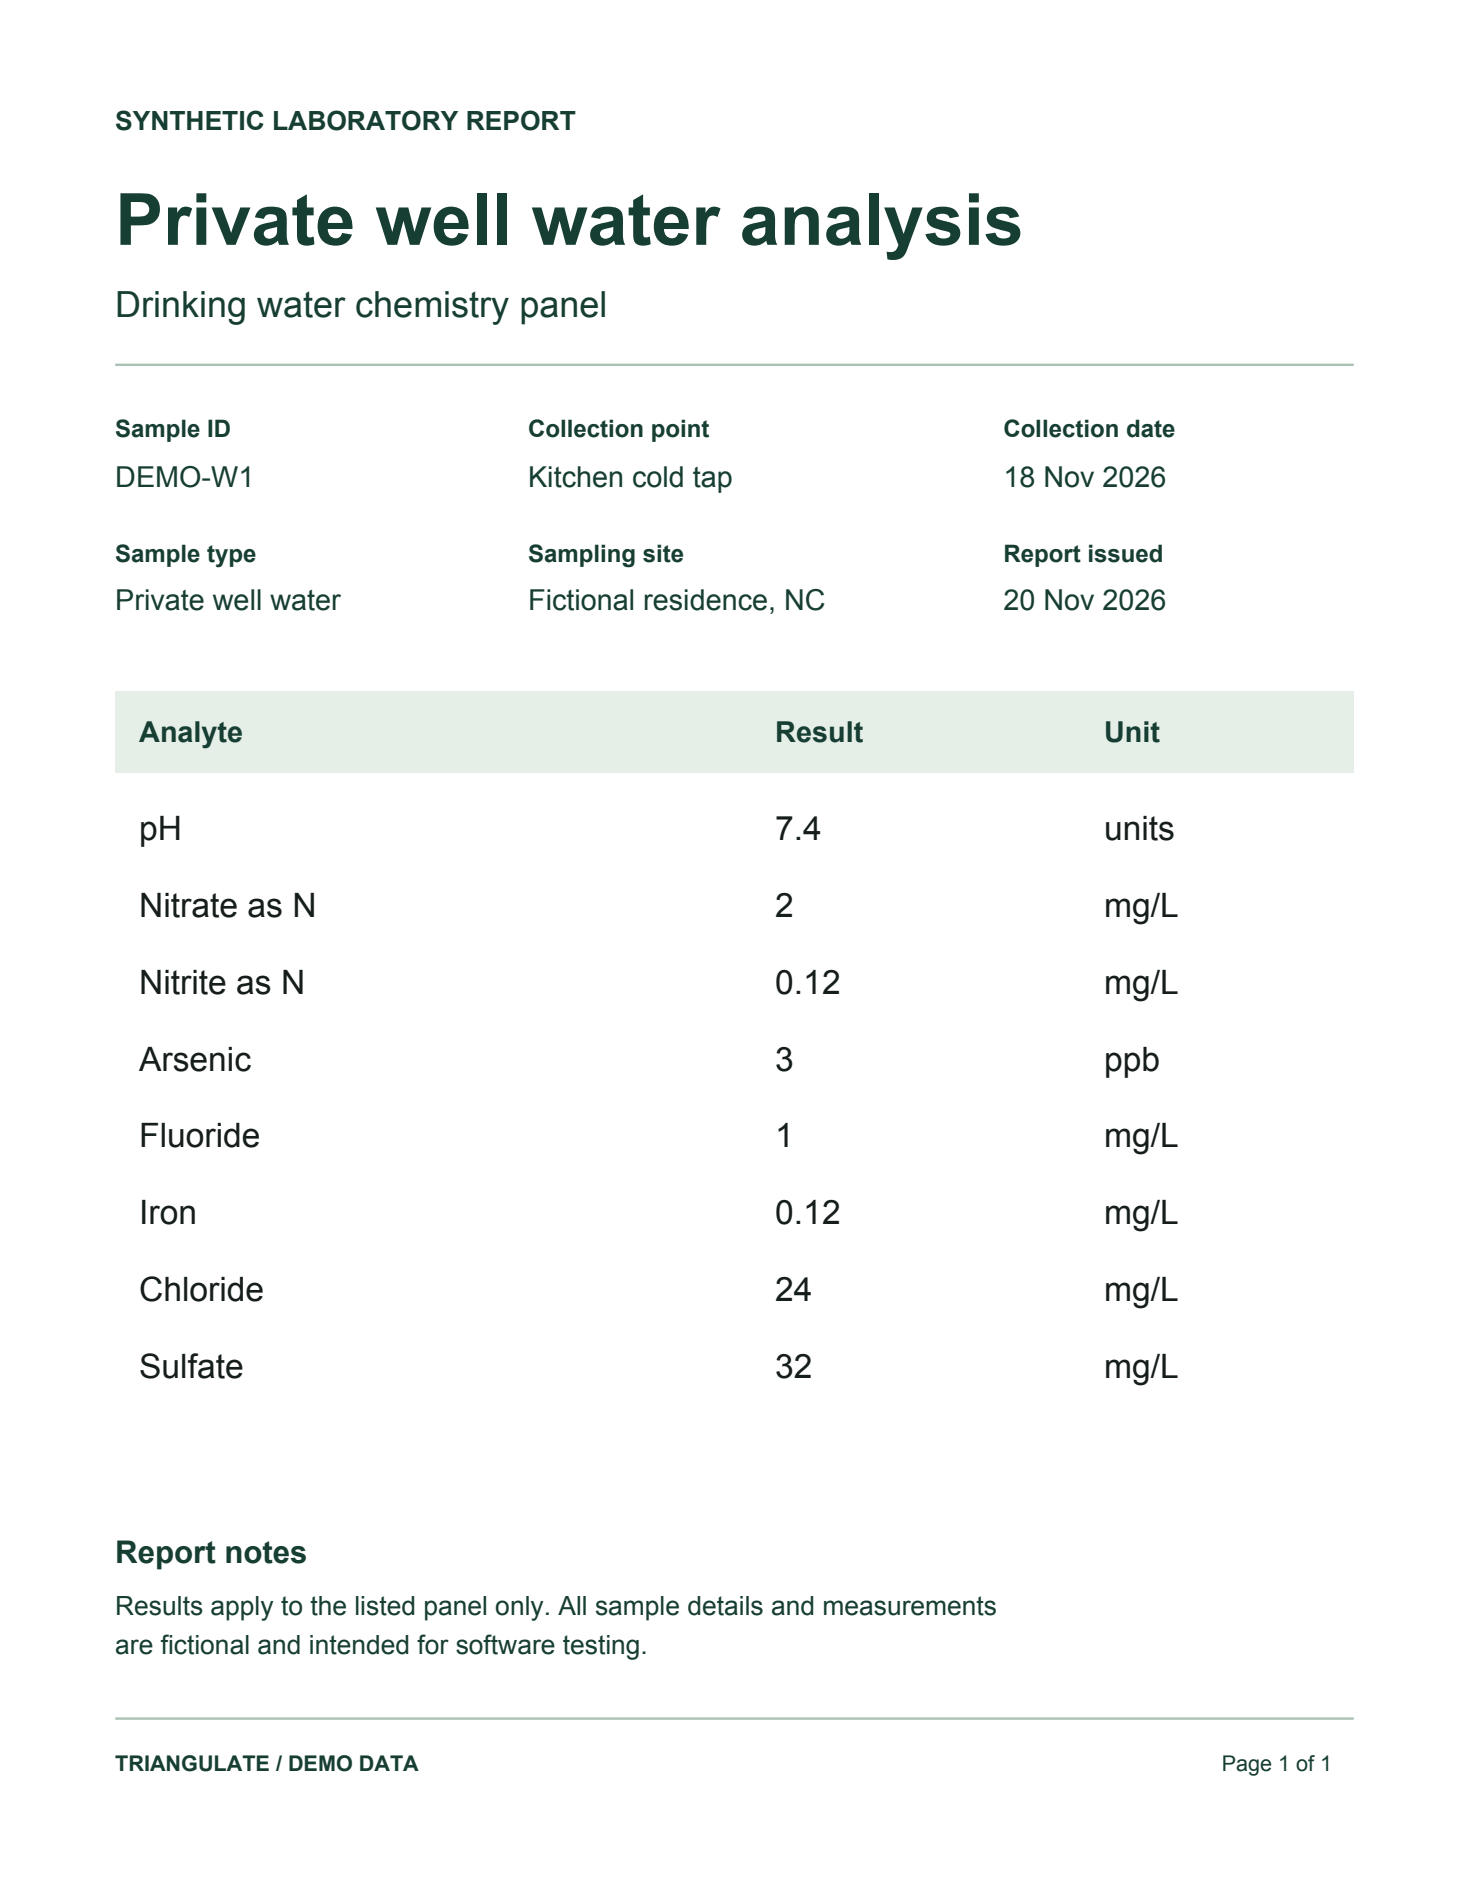 SYNTHETIC LABORATORY REPORT
Private well water analysis
Drinking water chemistry panel
Sample ID Collection point Collection date
DEMO-W1 Kitchen cold tap 18 Nov 2026
Sample type Sampling site Report issued
Private well water Fictional residence, NC 20 Nov 2026
Analyte Result Unit
pH 7.4 units
Nitrate as N 2 mg/L
Nitrite as N 0.12 mg/L
Arsenic 3 ppb
Fluoride 1 mg/L
Iron 0.12 mg/L
Chloride 24 mg/L
Sulfate 32 mg/L
Report notes
Results apply to the listed panel only. All sample details and measurements
are fictional and intended for software testing.
TRIANGULATE / DEMO DATA Page 1 of 1